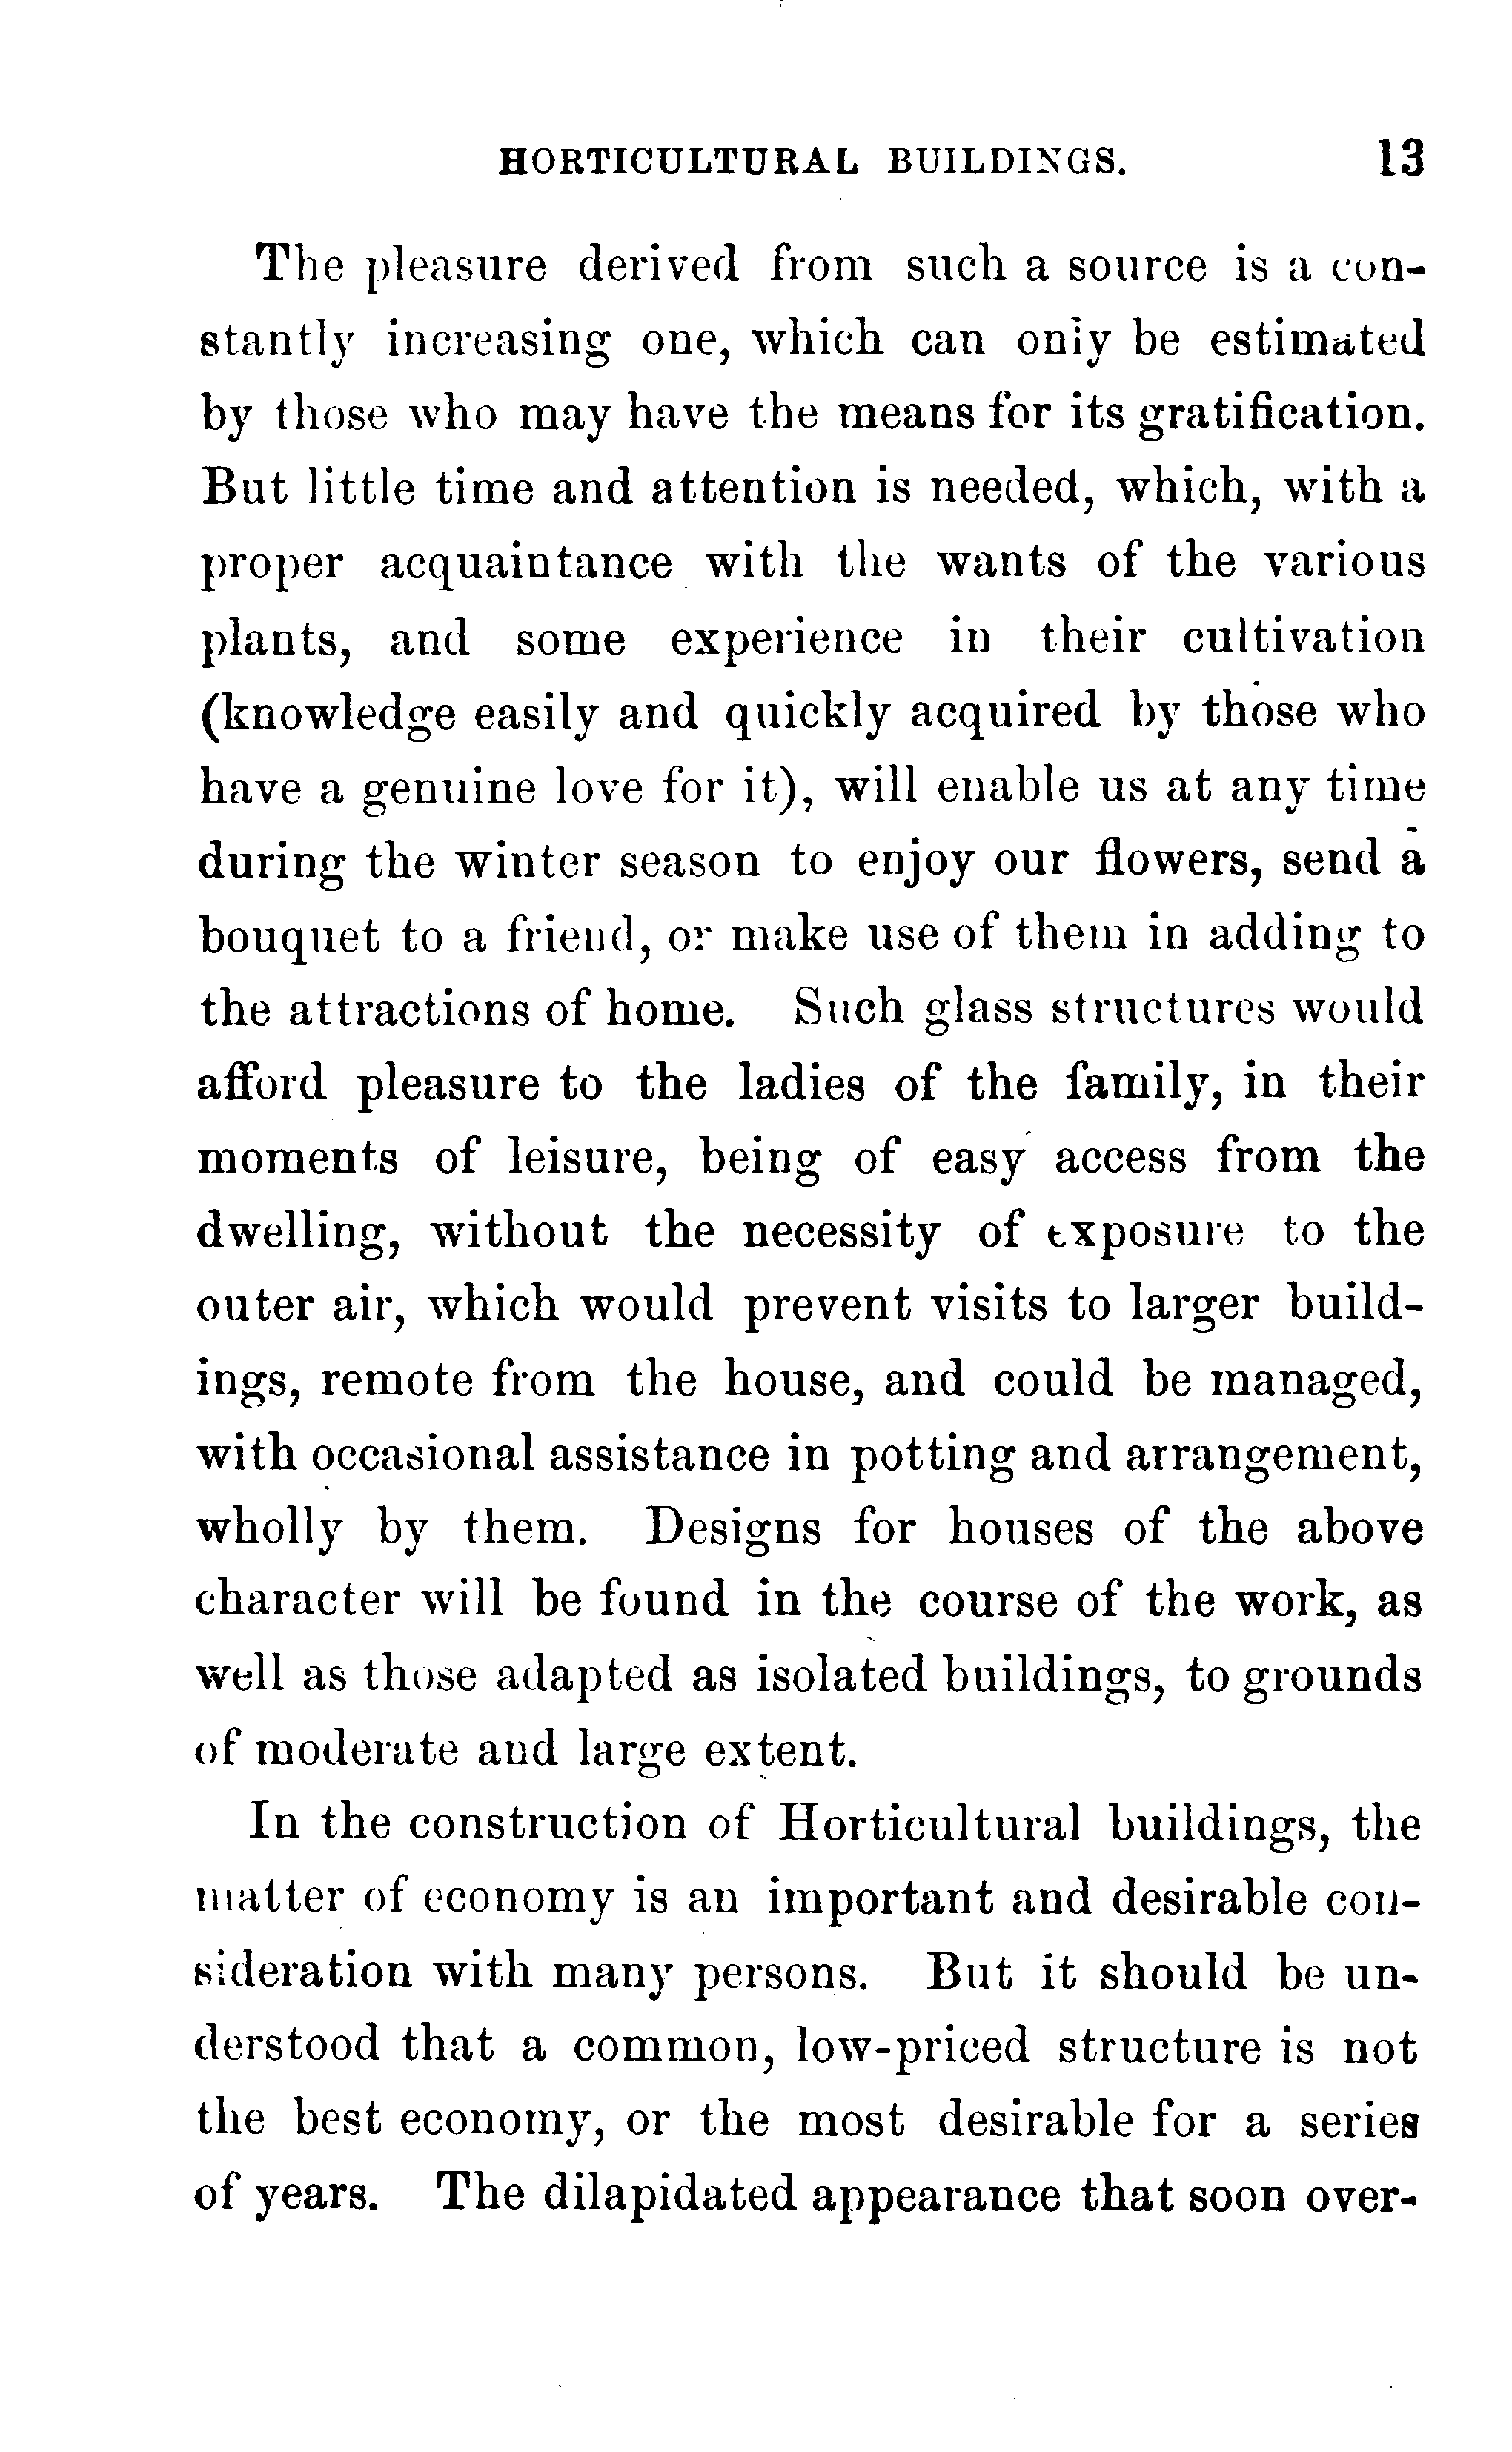 HORTICULTURAL BUILDINGS. 13
The pleasure derived from such a source is a con-
stantly increasing one, which can only be estimated
by those who may have the means for its gratification.
But little time and attention is needed, which, with a
proper acquaintance with the wants of the various
plants, and some experience in their cultivation
(knowledge easily and quickly acquired by those who
have a genuine love for it), will enable us at any time
during the winter season to enjoy our flowers, send a
bouquet to a friend, or make use of them in adding to
the attractions of home. Such glass structures would
afford pleasure to the ladies of the family, in their
moments of leisure, being of easy access from the
dwelling, without the necessity of exposure to the
outer air, which would prevent visits to larger build-
ings, remote from the house, and could be managed,
with occasional assistance in potting and arrangement,
wholly by them. Designs for houses of the above
character will be found in the course of the work, as
well as those adapted as isolated buildings, to grounds
of moderate and large extent.
In the construction of Horticultural buildings, the
matter of economy is an important and desirable con-
sideration with many persons. But it should be un-
derstood that a common, low-priced structure is not
the best economy, or the most desirable for a series
of years. The dilapidated appearance that soon over-